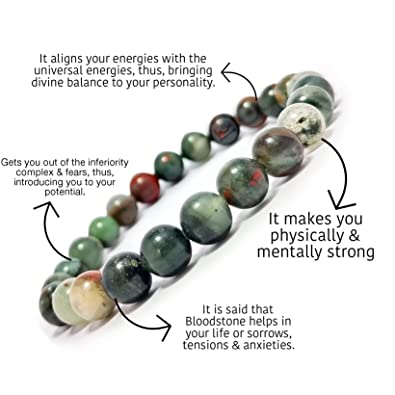 It aligns your energies with the
universal energies, thus, bringing
divine balance to your personality.
Gets you out of the inferiority
complex & fears, thus,
introducing you to your
potential.
It makes you
physically &
mentally strong
It is said that
Bloodstone helps in
your life or sorrows,
tensions & anxieties.